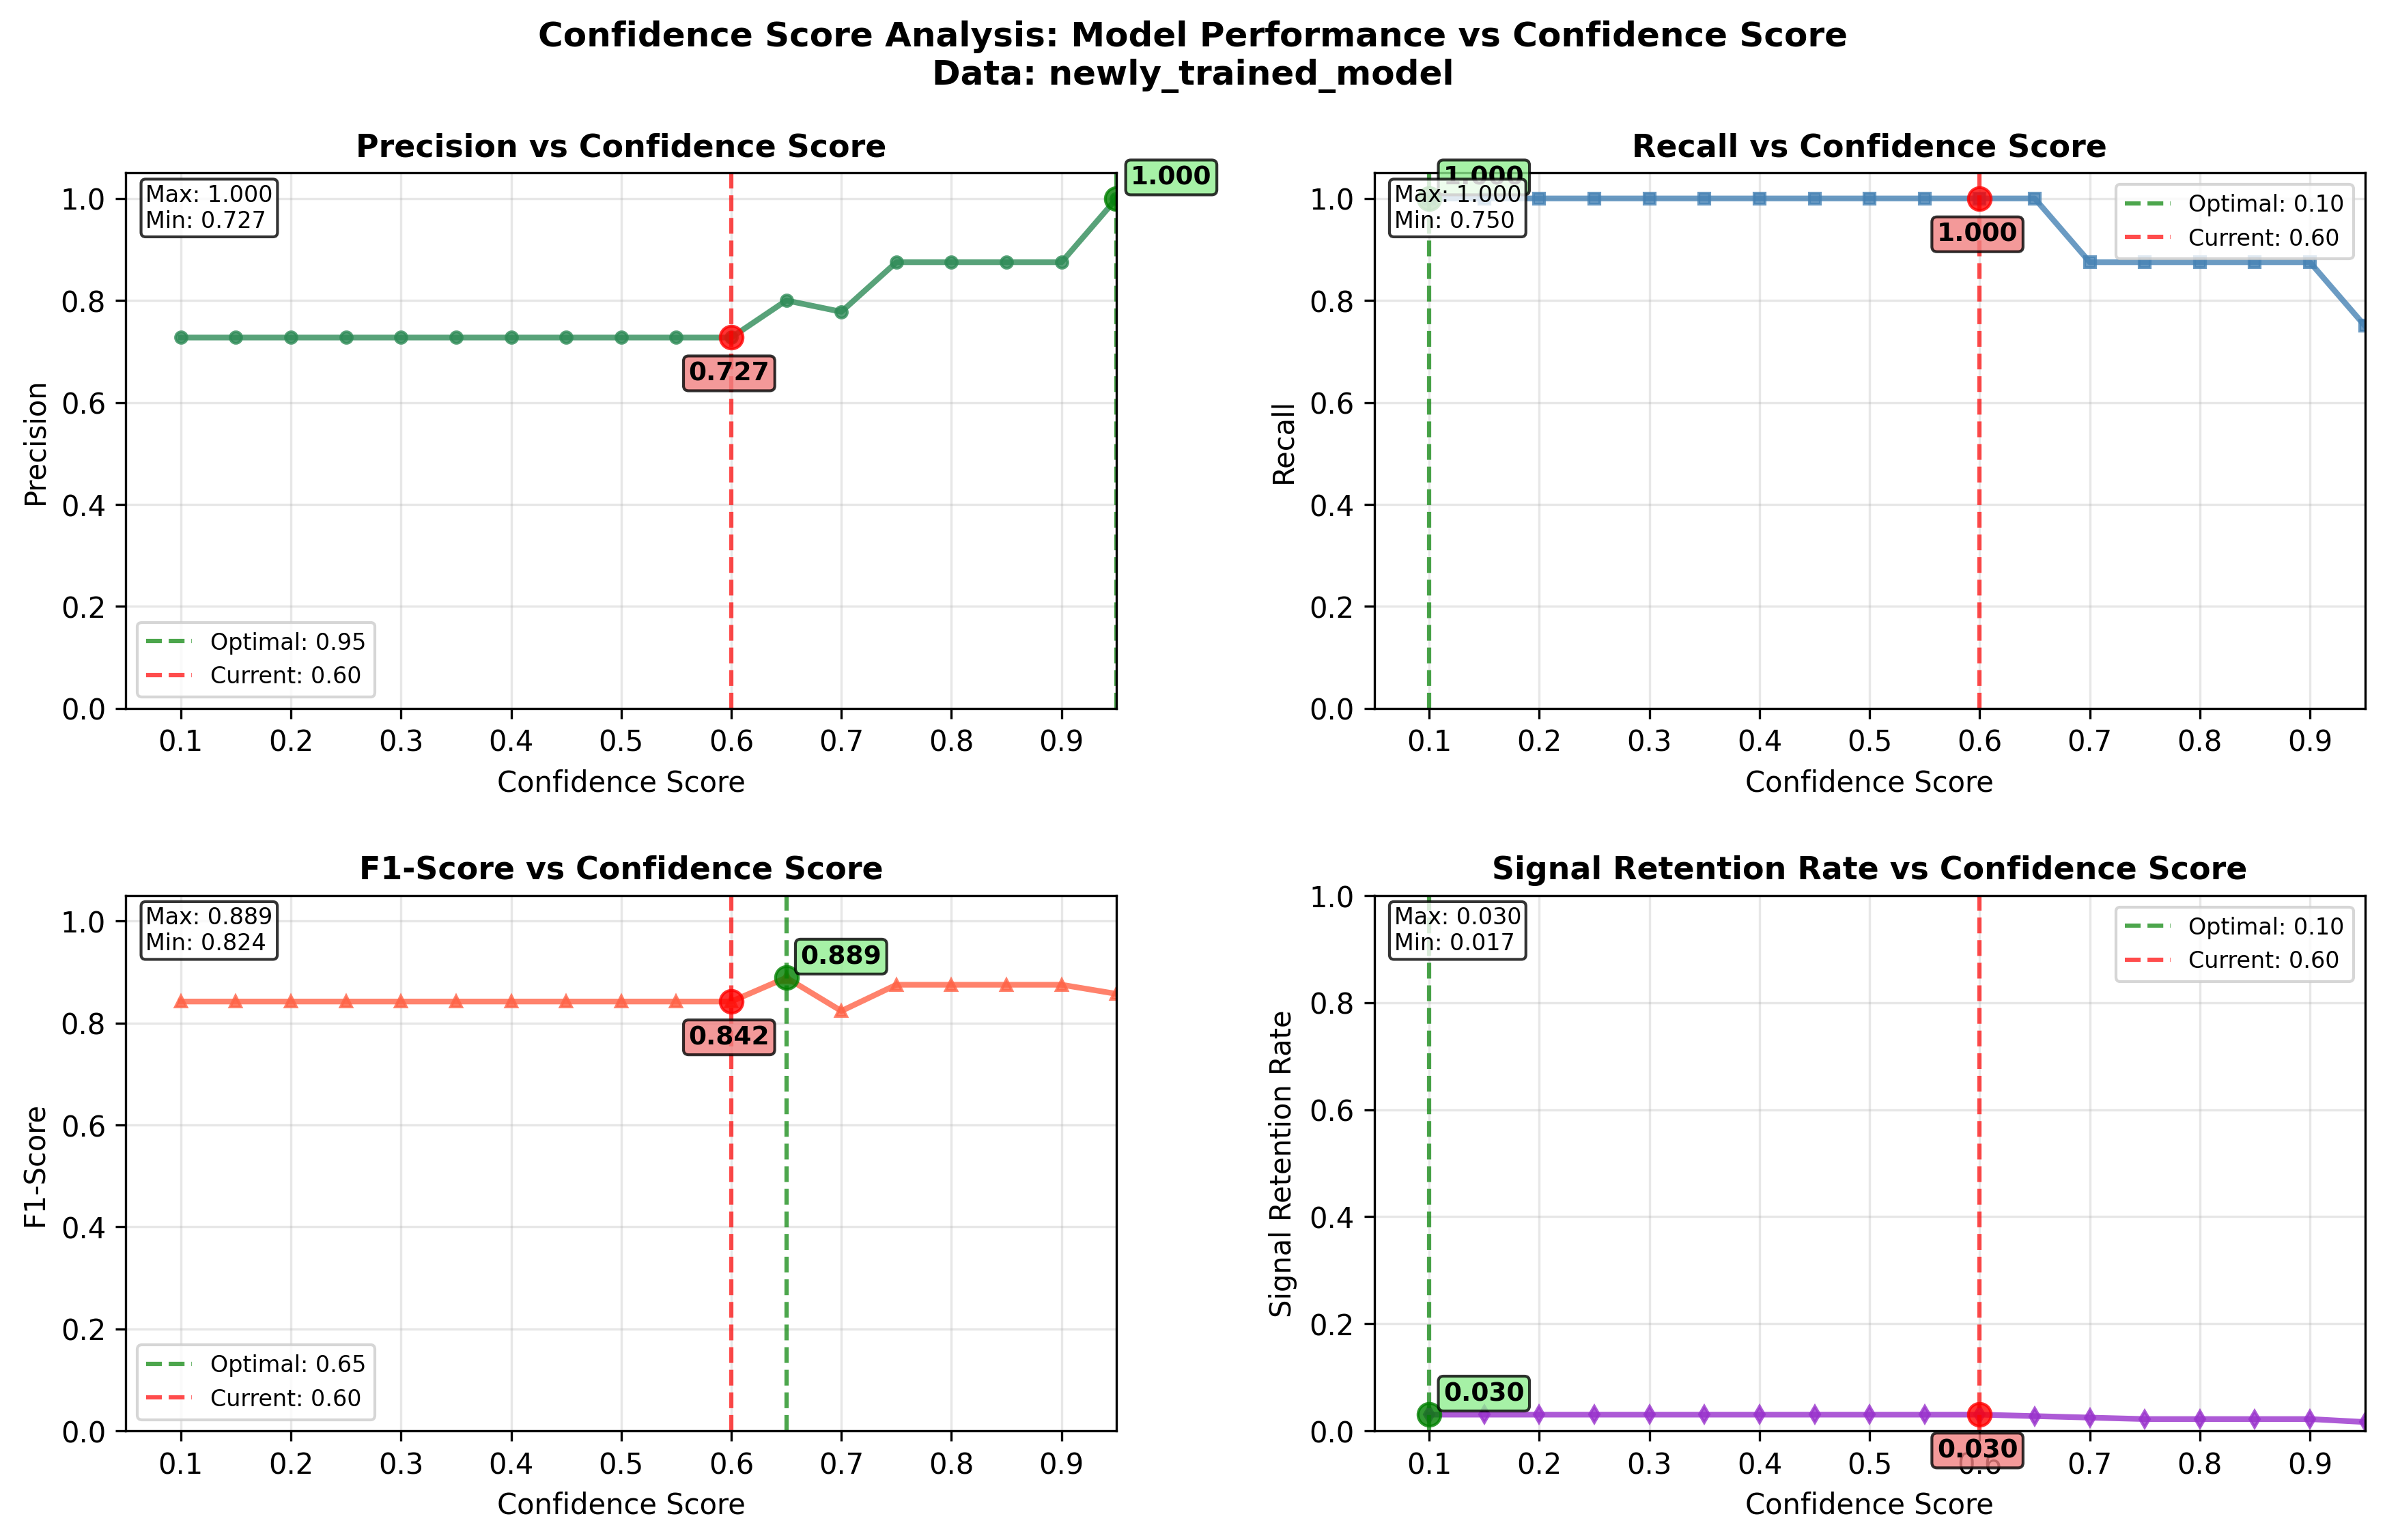 Confidence Score Analysis: Model Performance vs Confidence Score
Data: newly_trained_model
Precision vs Confidence Score
1.000
Max: 1.000
Min: 0.727
0.727
Precision
1.0
0.8
0.6
0.4
0.2
0.0
Optimal: 0.95
Current: 0.60
0.1 0.2 0.3 0.4 0.5 0.6 0.7 0.8 0.9
Confidence Score
Recall vs Confidence Score
1.000
Max: 1.000
Min: 0.750
Optimal: 0.10
Current: 0.60
1.000
Recall
1.0
0.8
0.6
0.4
0.2
0.0
0.1 0.2 0.3 0.4 0.5 0.6 0.7 0.8 0.9
Confidence Score
F1-Score vs Confidence Score
Max: 0.889
Min: 0.824
0.889
0.842
F1-Score
1.0
0.8
0.6
0.4
0.2
0.0
Optimal: 0.65
Current: 0.60
0.1 0.2 0.3 0.4 0.5 0.6 0.7 0.8 0.9
Confidence Score
Signal Retention Rate vs Confidence Score
Max: 0.030
Min: 0.017
Optimal: 0.10
Current: 0.60
Signal Retention Rate
1.0
0.8
0.6
0.4
0.2
0.0
0.030
0.030
0.1 0.2 0.3 0.4 0.5 0.6 0.7 0.8 0.9
Confidence Score